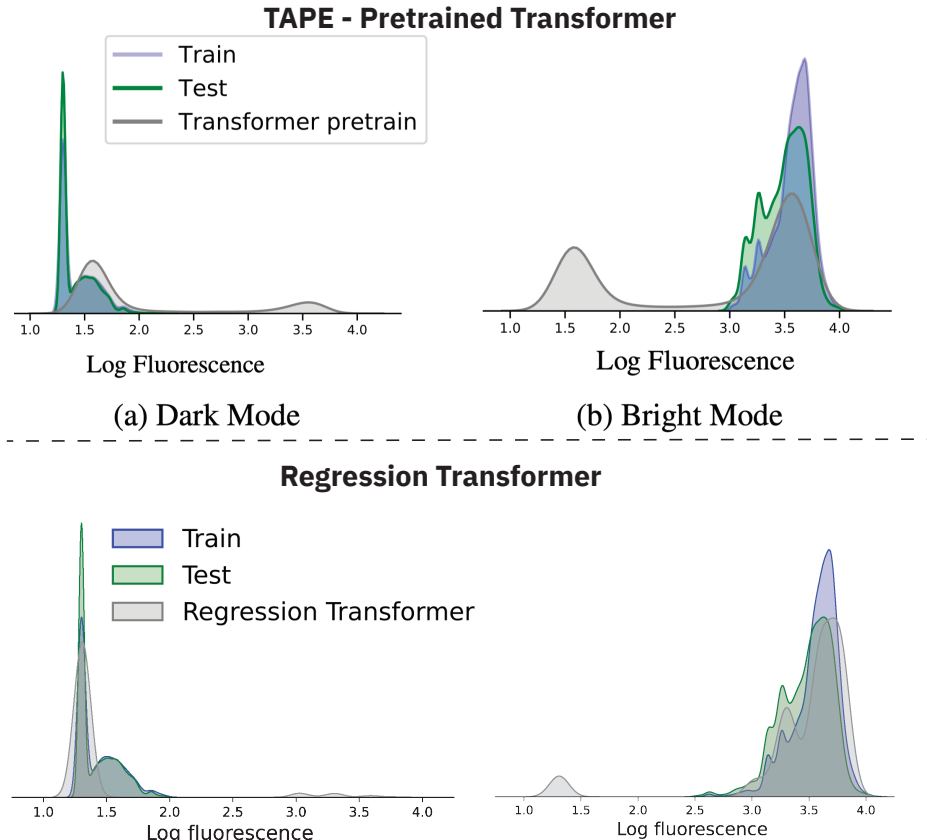 TAPE - Pretrained Transformer
Train
Test
Transformer pretrain
1.0 1.5 2.0 2.5 3.0 3.5 4.0
Log Fluorescence
(a) Dark Mode
1.0 1.5 2.0 2.5 3.0 3.5 4.0
Log Fluorescence
(b) Bright Mode
Regression Transformer
Train
Test
Regression Transformer
1.0 1.5 2.0 2.5 3.0 3.5 4.0
Log fluorescence
1.0 1.5 2.0 2.5 3.0 3.5 4.0
Log fluorescence